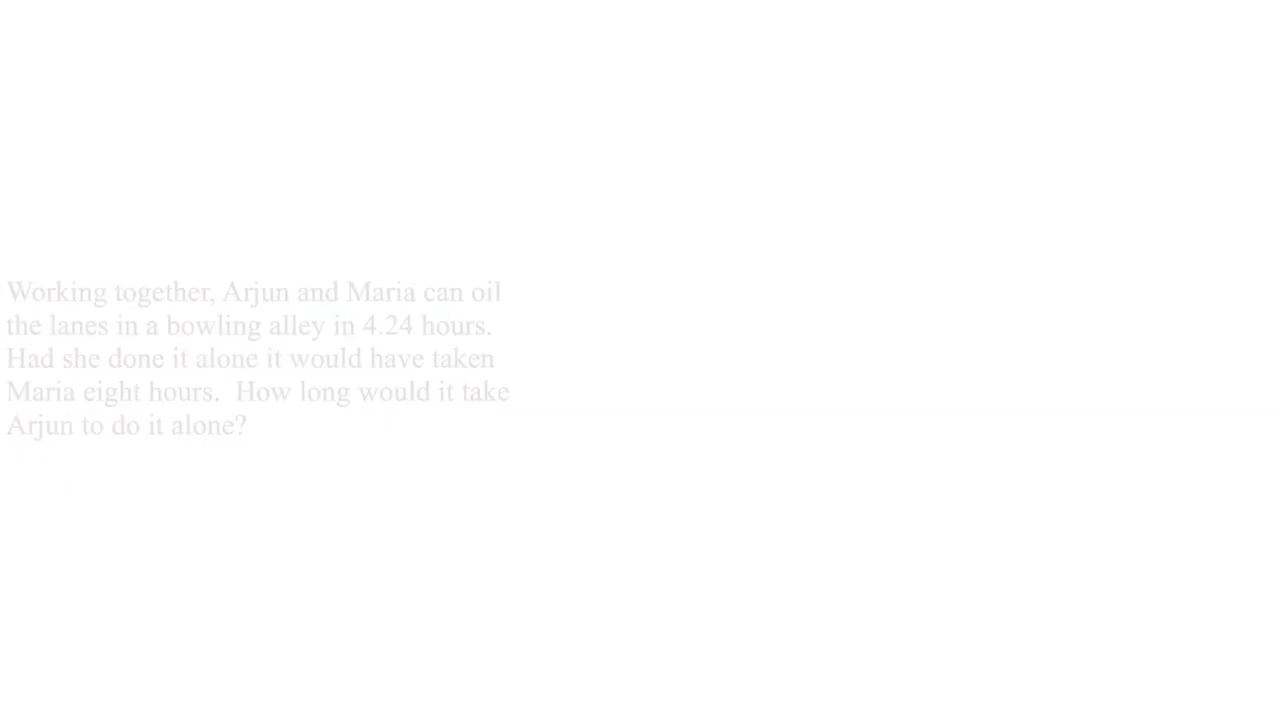 Working together, Arjun and Maria can oil
the lanes in a bowling alley in 4.24 hours.
Had she done it alone it would have taken
Maria eight hours.  How long would it take
Arjun to do it alone?